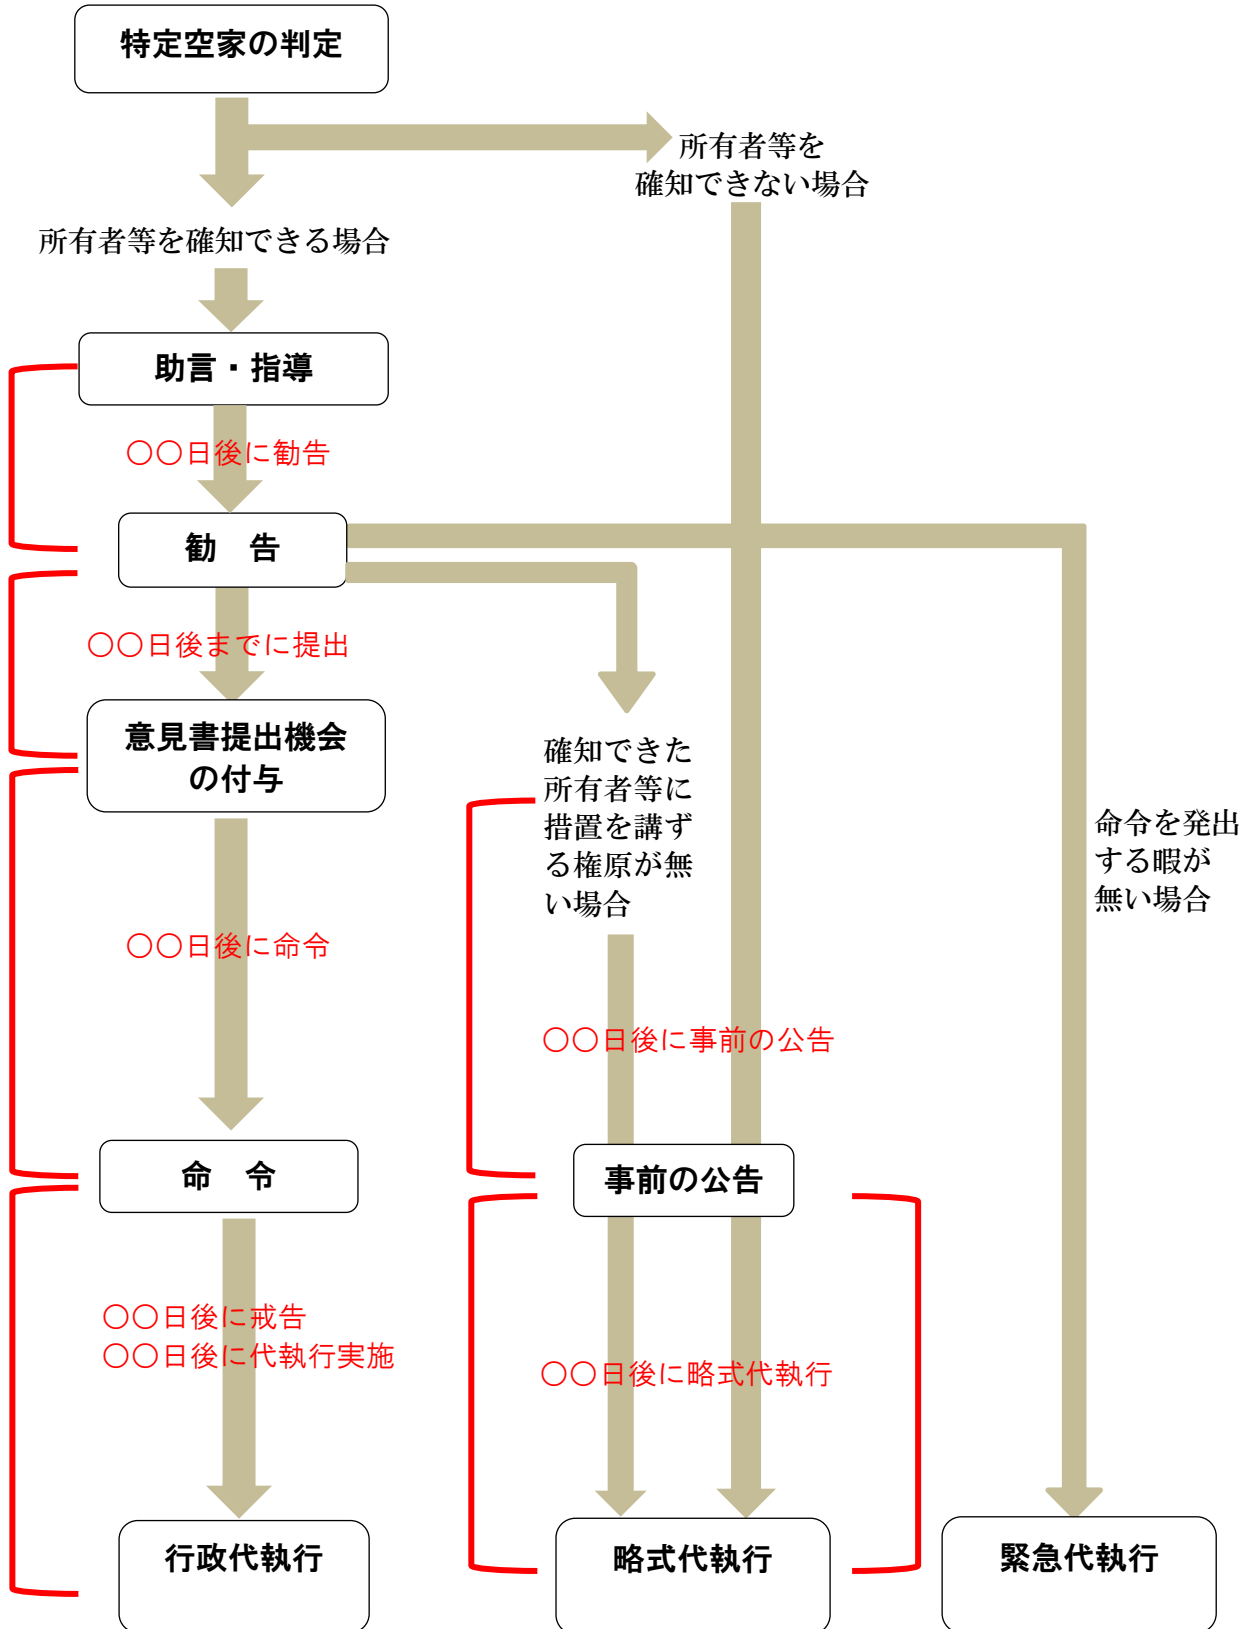 特定空家の判定
所有者等を
確知できない場合
所有者等を確知できる場合
助言・指導
〇〇日後に勧告
勧　告
〇〇日後までに提出
意見書提出機会
の付与
確知できた
所有者等に
措置を講ず
る権原が無
い場合
命令を発出
する暇が
無い場合
〇〇日後に命令
〇〇日後に事前の公告
命　令
事前の公告
〇〇日後に戒告
〇〇日後に代執行実施
〇〇日後に略式代執行
行政代執行
略式代執行
緊急代執行